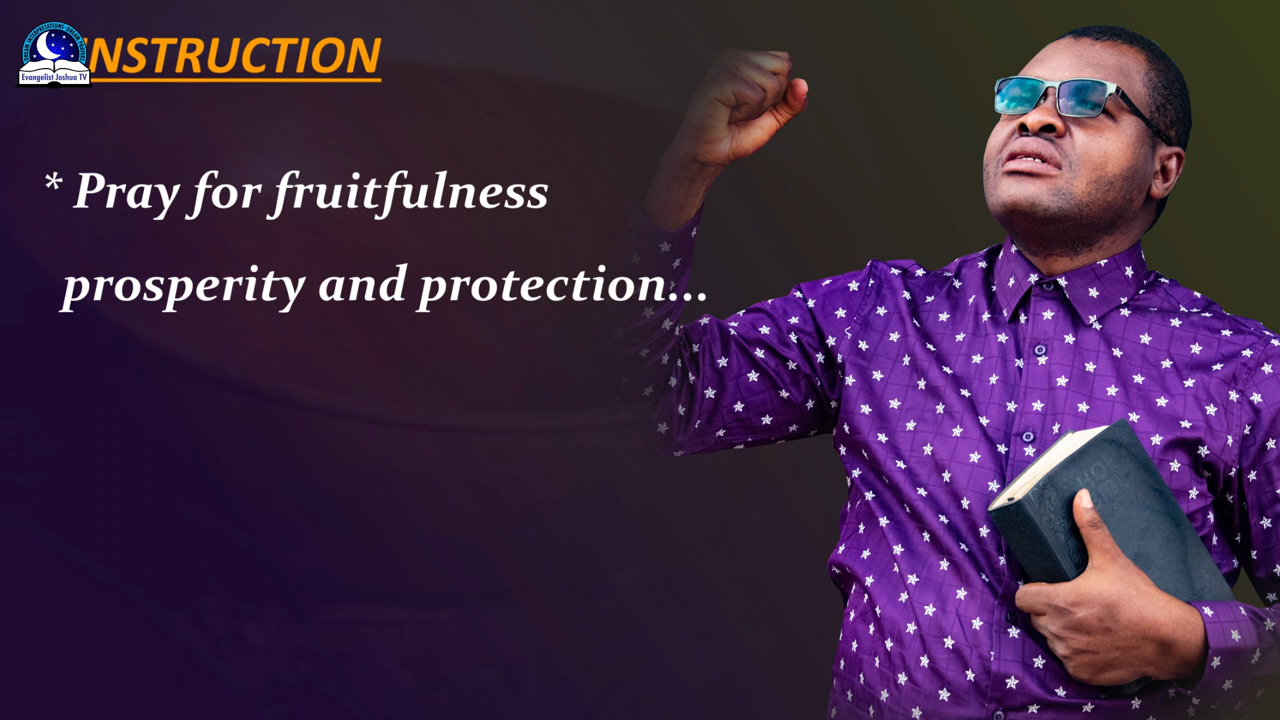 INSTRUCTION
Evangelist Joshua TV
* Pray for fruitfulness
prosperity and protection...